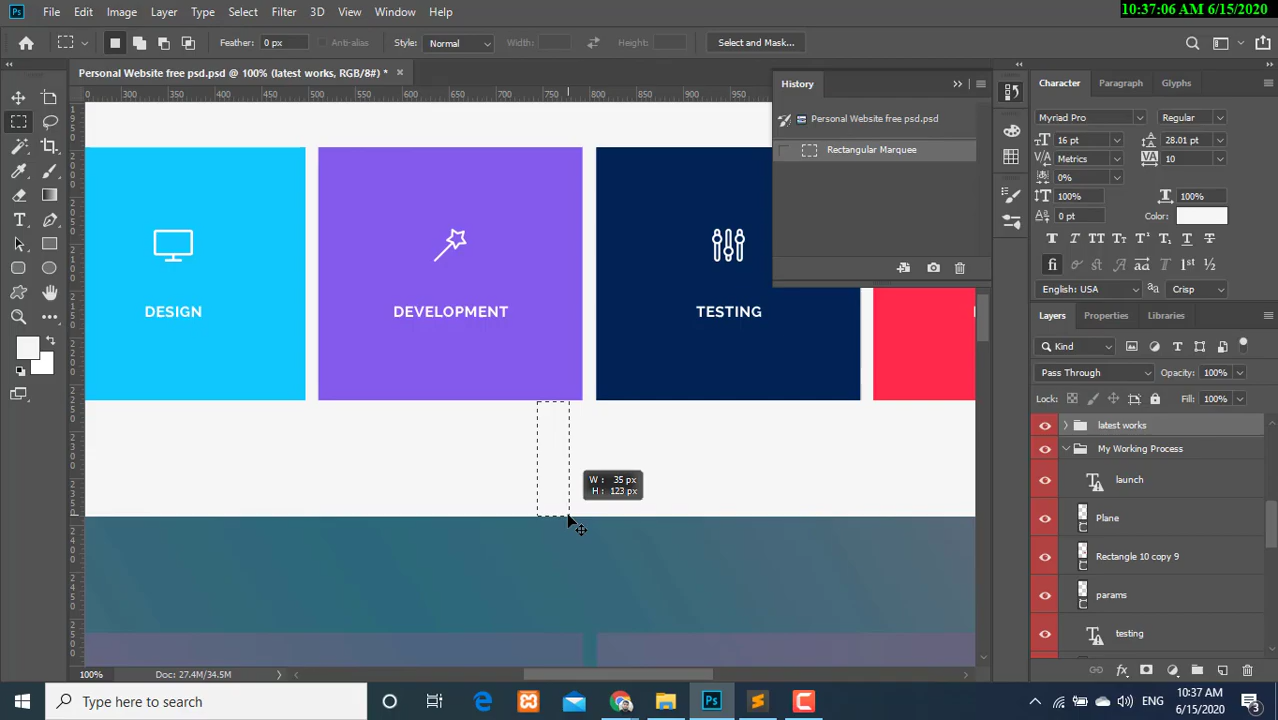 10:37:06 AM 6/15/2020
Ps File Edit Image Layer Type Select Filter 3D View Window Help
Feather: 0 px Anti-alias Style: Normal Width: Height: Select and Mask...
Personal Website free psd.psd @ 100% (latest works, RGB/8#) * ×
0 300 350 400 450 500 550 600 650 700 750 800 850 900 950
History
Personal Website free psd.psd
Rectangular Marquee
DESIGN
DEVELOPMENT
TESTING
W: 35 px
H: 123 px
Character Paragraph Glyphs
Myriad Pro Regular
16 pt 28.01 pt
Metrics 10
0%
100% 100%
0 pt Color:
English: USA Crisp
Layers Properties Libraries
Kind
Pass Through Opacity: 100%
Lock: Fill: 100%
latest works
My Working Process
launch
Plane
Rectangle 10 copy 9
params
testing
100% Doc: 27.4M/34.5M
Type here to search
ENG
10:37 AM
6/15/2020
3